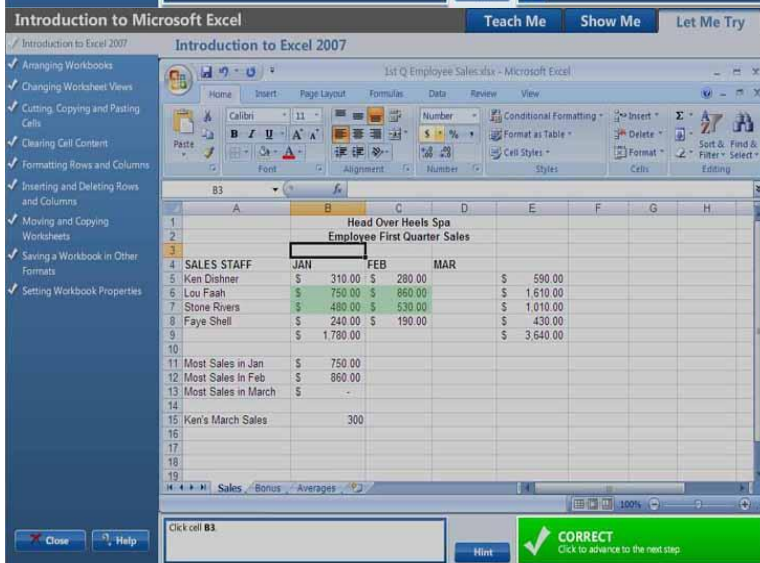 Introduction to Microsoft Excel
Teach Me
Show Me
Let Me Try
Introduction to Excel 2007
Arranging Workbooks
Changing Worksheet Views
Cutting, Copying and Pasting
Cells
Clearing Cell Content
Formatting Rows and Columns
Inserting and Deleting Rows
and Columns
Moving and Copying
Worksheets
Saving a Workbook in Other
Formats
Setting Workbook Properties
Close
Help
Introduction to Excel 2007
1st Q Employee Sales.xlsx - Microsoft Excel
Home Insert Page Layout Formulas Data Review View
Paste
Calibri 11
B I U A A
Font
Alignment
Number
$ % ,
Number
Conditional Formatting
Format as Table
Cell Styles
Styles
Insert
Delete
Format
Cells
Σ
Sort & Filter
Find & Select
Editing
B3 fx
A B C D E F G H
1 Head Over Heels Spa
2 Employee First Quarter Sales
3
4 SALES STAFF JAN FEB MAR
5 Ken Dishner $ 310.00 $ 280.00 $ 590.00
6 Lou Faah $ 750.00 $ 860.00 $ 1,610.00
7 Stone Rivers $ 480.00 $ 530.00 $ 1,010.00
8 Faye Shell $ 240.00 $ 190.00 $ 430.00
9 $ 1,780.00 $ 3,640.00
10
11 Most Sales in Jan $ 750.00
12 Most Sales In Feb $ 860.00
13 Most Sales in March $ -
14
15 Ken's March Sales 300
16
17
18
19
Sales Bonus Averages
100%
Click cell B3.
Hint
CORRECT
Click to advance to the next step